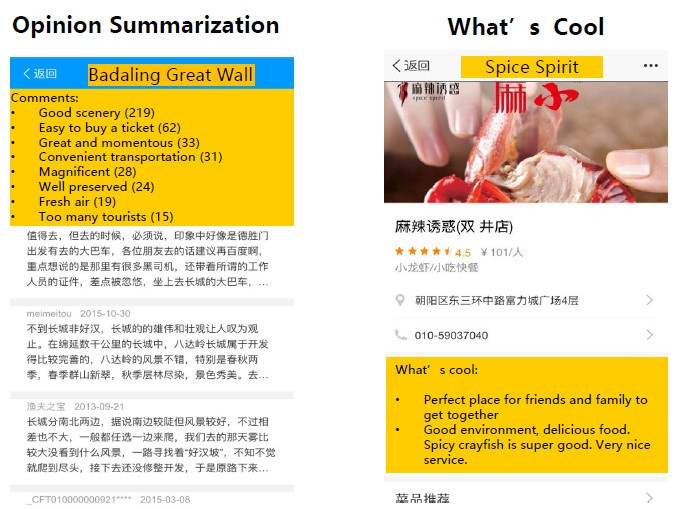 Opinion Summarization
返回
Badaling Great Wall
Comments:
• Good scenery (219)
• Easy to buy a ticket (62)
• Great and momentous (33)
• Convenient transportation (31)
• Magnificent (28)
• Well preserved (24)
• Fresh air (19)
• Too many tourists (15)
值得去，但去的时候，必须说，印象中好像是德胜门
出发有去的大巴车，各位朋友去的话建议再百度啊，
重点想说的是那里有很多黑司机，还带着所谓的工作
人员的证件，差点被忽悠，坐上去长城的大巴车，...
meimeitou 2015-10-30
不到长城非好汉，长城的的雄伟和壮观让人叹为观
止。在绵延数千公里的长城中，八达岭长城属于开发
得比较完善的，八达岭的风景不错，特别是春秋两
季，春季群山新翠，秋季层林尽染，景色秀美。去...
渔夫之宝 2013-09-21
长城分南北两边，据说南边较陡但风景较好，不过相
差也不大，一般都任选一边来爬，我们去的那天雾比
较大没看到什么风景，一路寻找着“好汉坡”，不知不觉
就爬到尽头，接下去还没修整开发，于是原路下来...
_CFT010000000921**** 2015-03-08
What's Cool
返回
Spice Spirit
麻辣诱惑
spice spirit
麻小
麻辣诱惑(双井店)
4.5 ￥101/人
小龙虾/小吃快餐
朝阳区东三环中路富力城广场4层
010-59037040
What's cool:
• Perfect place for friends and family to
get together
• Good environment, delicious food.
Spicy crayfish is super good. Very nice
service.
菜品推荐